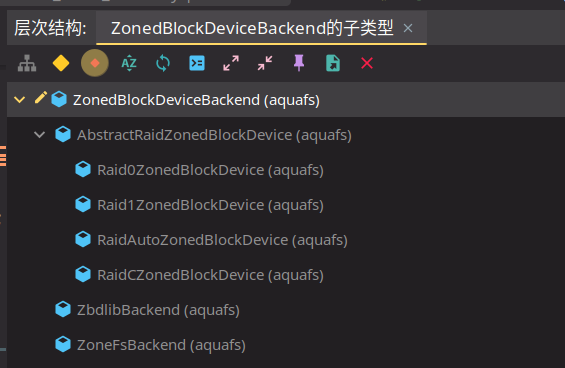 层次结构: ZonedBlockDeviceBackend的子类型
ZonedBlockDeviceBackend (aquafs)
AbstractRaidZonedBlockDevice (aquafs)
Raid0ZonedBlockDevice (aquafs)
Raid1ZonedBlockDevice (aquafs)
RaidAutoZonedBlockDevice (aquafs)
RaidCZonedBlockDevice (aquafs)
ZbdlibBackend (aquafs)
ZoneFsBackend (aquafs)